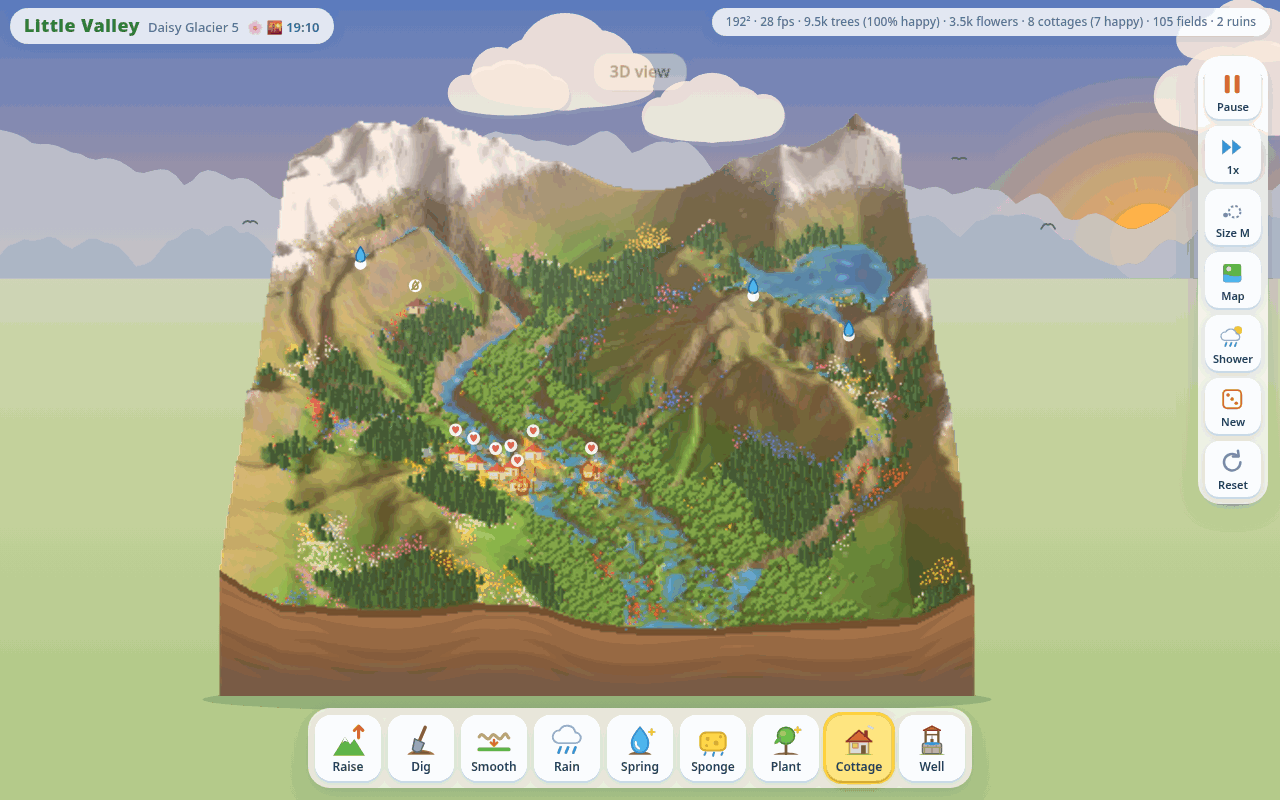 Little Valley Daisy Glacier 5 19:10
192² · 28 fps · 9.5k trees (100% happy) · 3.5k flowers · 8 cottages (7 happy) · 105 fields · 2 ruins
3D view
Pause
1x
Size M
Map
Shower
New
Reset
Raise
Dig
Smooth
Rain
Spring
Sponge
Plant
Cottage
Well